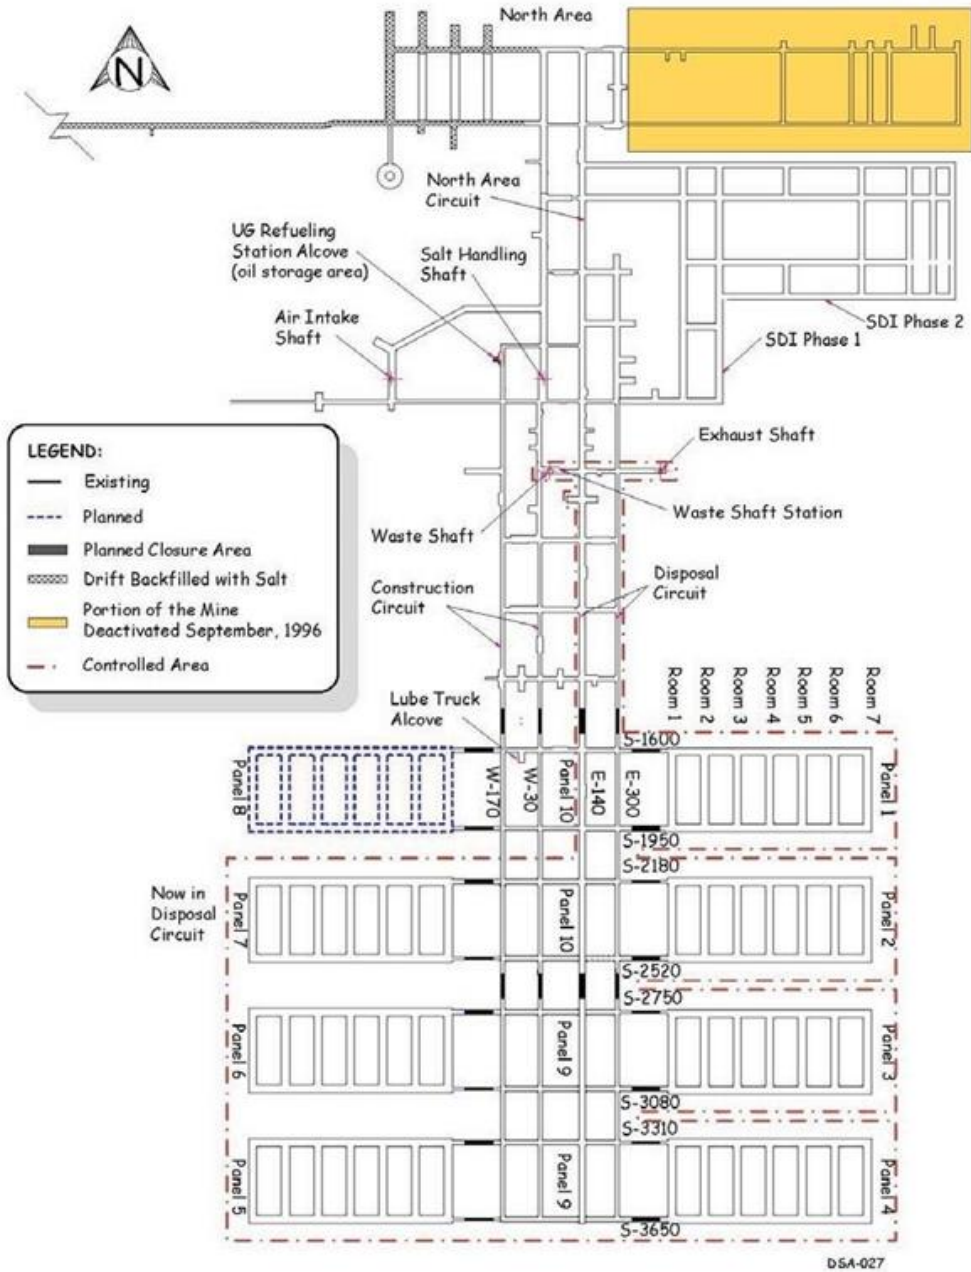 North Area
N
North Area
Circuit
UG Refueling
Station Alcove
(oil storage area)
Salt Handling
Shaft
Air Intake
Shaft
SDI Phase 2
SDI Phase 1
LEGEND:
Existing
Planned
Planned Closure Area
Drift Backfilled with Salt
Portion of the Mine
Deactivated September, 1996
Controlled Area
Exhaust Shaft
Waste Shaft Station
Waste Shaft
Construction
Circuit
Disposal
Circuit
Lube Truck
Alcove
Room 1
Room 2
Room 3
Room 4
Room 5
Room 6
Room 7
S-1600
Panel 8
W-170
W-30
Panel 10
E-140
E-300
Panel 1
S-1950
S-2180
Now in
Disposal
Circuit
Panel 7
Panel 10
Panel 2
S-2520
S-2750
Panel 6
Panel 9
Panel 3
S-3080
S-3310
Panel 5
Panel 9
Panel 4
S-3650
DSA-027